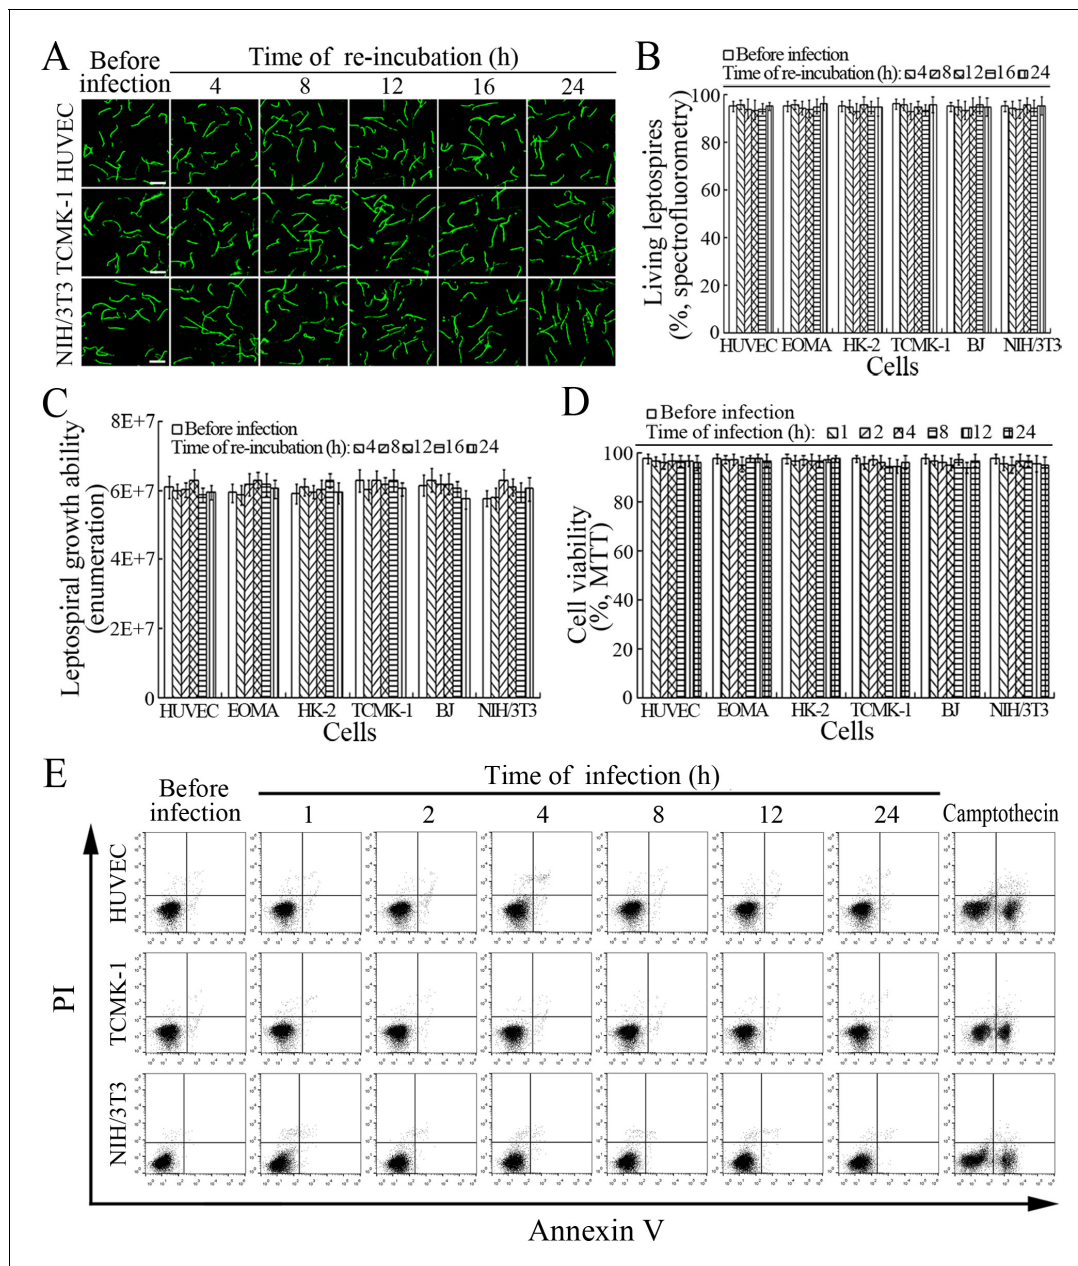 A
Before infection
Time of re-incubation (h)
4 8 12 16 24
HUVEC
TCMK-1
NIH/3T3
B
Before infection
Time of re-incubation (h): 4 8 12 16 24
Living leptospires
(%, spectrofluorometry)
100
80
60
40
20
0
HUVEC EOMA HK-2 TCMK-1 BJ NIH/3T3
Cells
C
Before infection
Time of re-incubation (h): 4 8 12 16 24
Leptospiral growth ability
(enumeration)
8E+7
6E+7
4E+7
2E+7
0
HUVEC EOMA HK-2 TCMK-1 BJ NIH/3T3
Cells
D
Before infection
Time of infection (h): 1 2 4 8 12 24
Cell viability
(%, MTT)
100
80
60
40
20
0
HUVEC EOMA HK-2 TCMK-1 BJ NIH/3T3
Cells
E
Before
infection
Time of infection (h)
1 2 4 8 12 24 Camptothecin
HUVEC
TCMK-1
NIH/3T3
PI
Annexin V